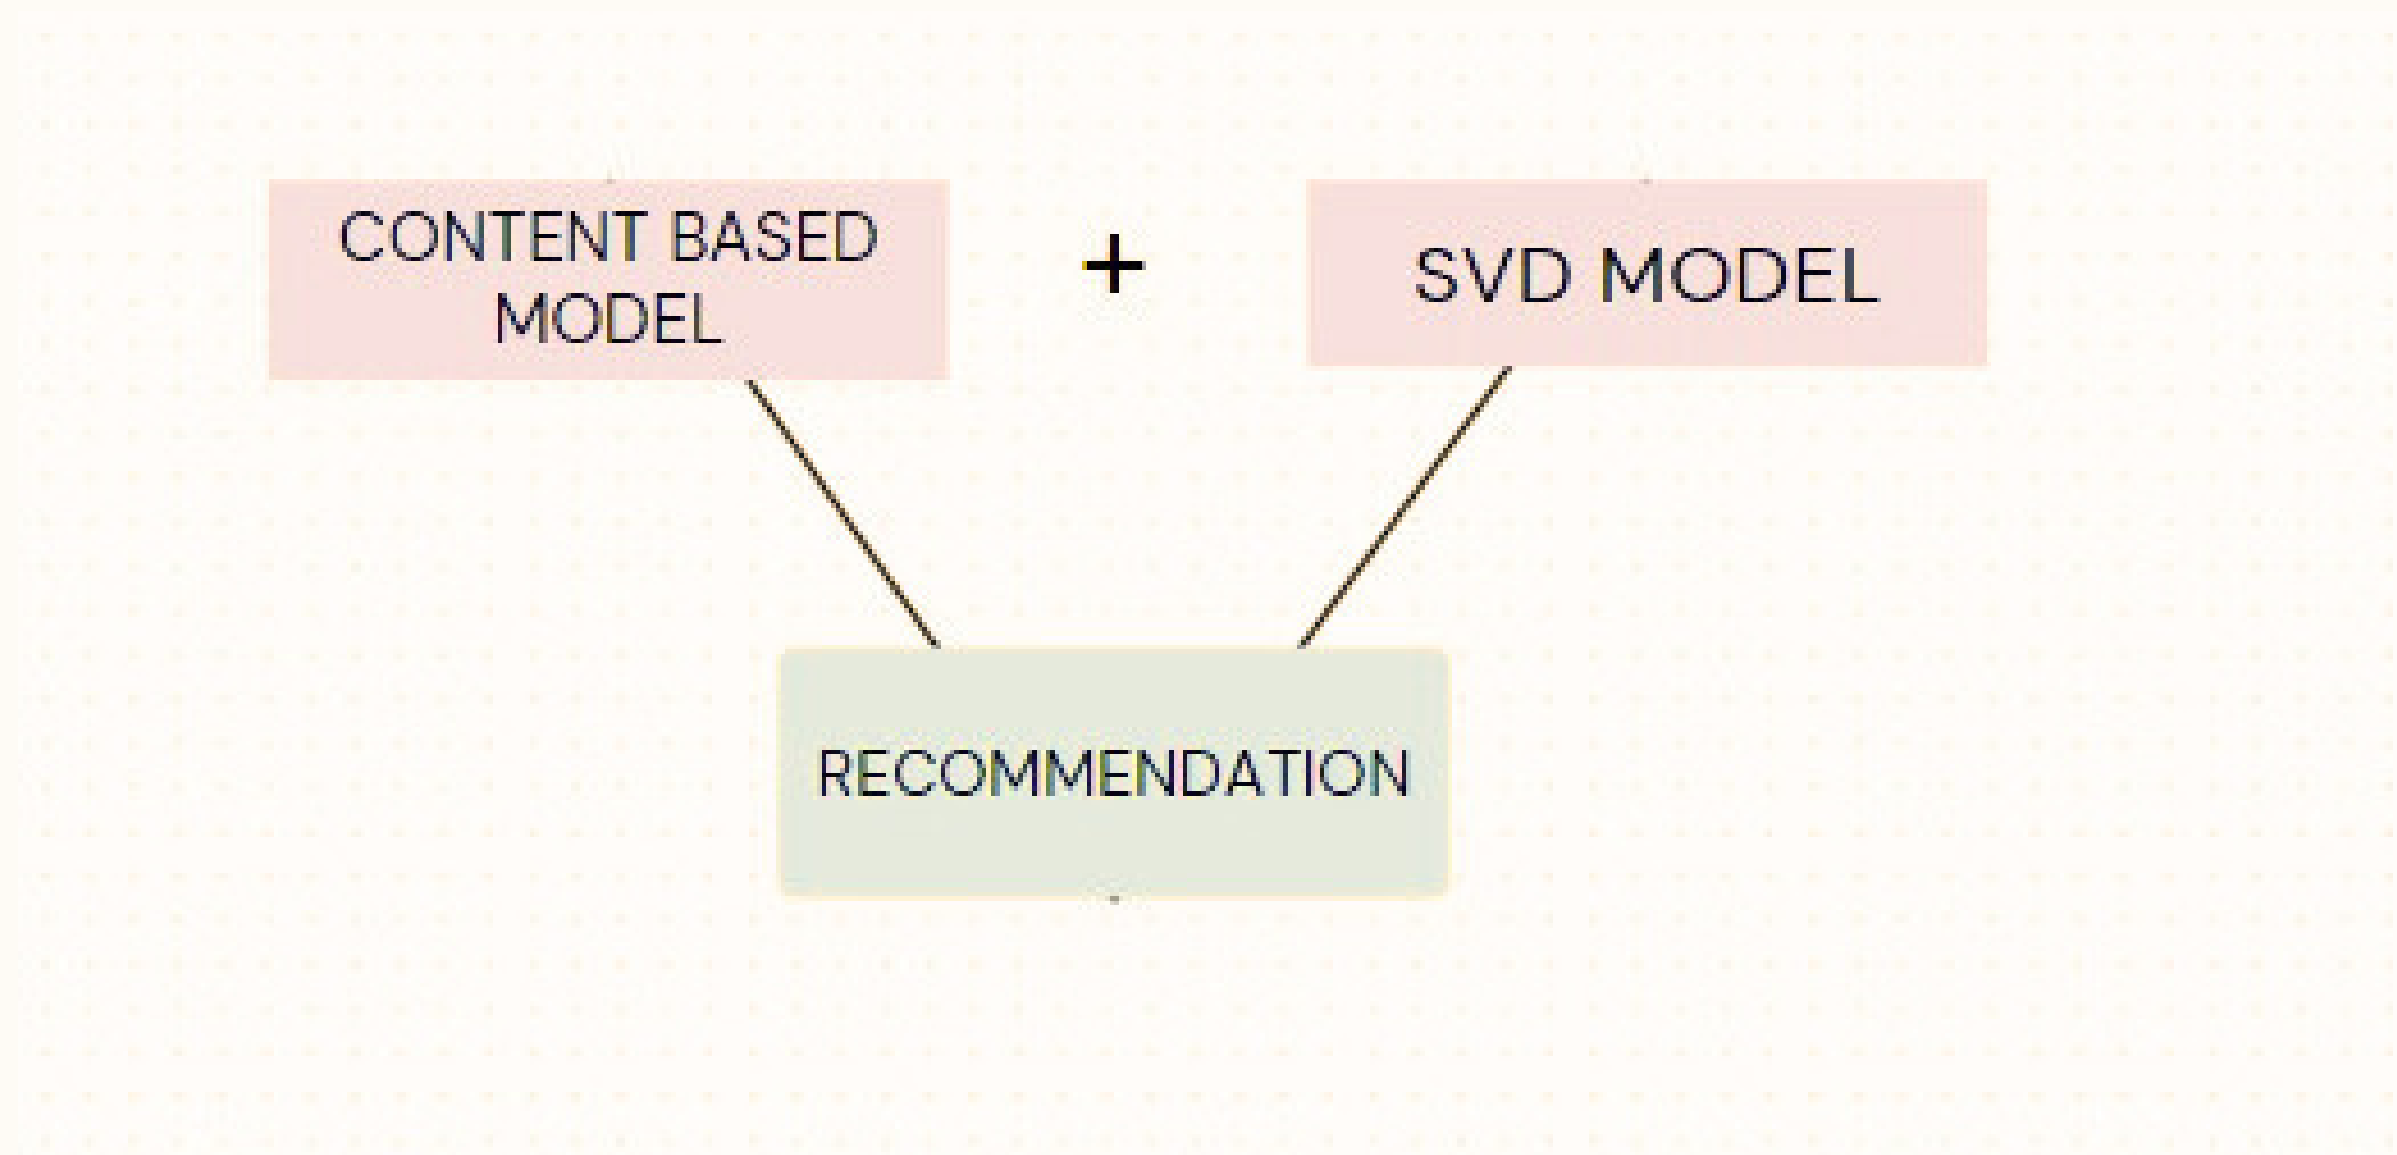 CONTENT BASED
MODEL
+
SVD MODEL
RECOMMENDATION